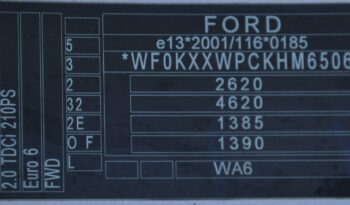 FORD
5 e13*2001/116*0185
3 *WF0KXXWPCKHM6506
2 2620
32 4620
2E 1385
O F 1390
L WA6
2.0 TDCi 210PS
Euro 6
FWD